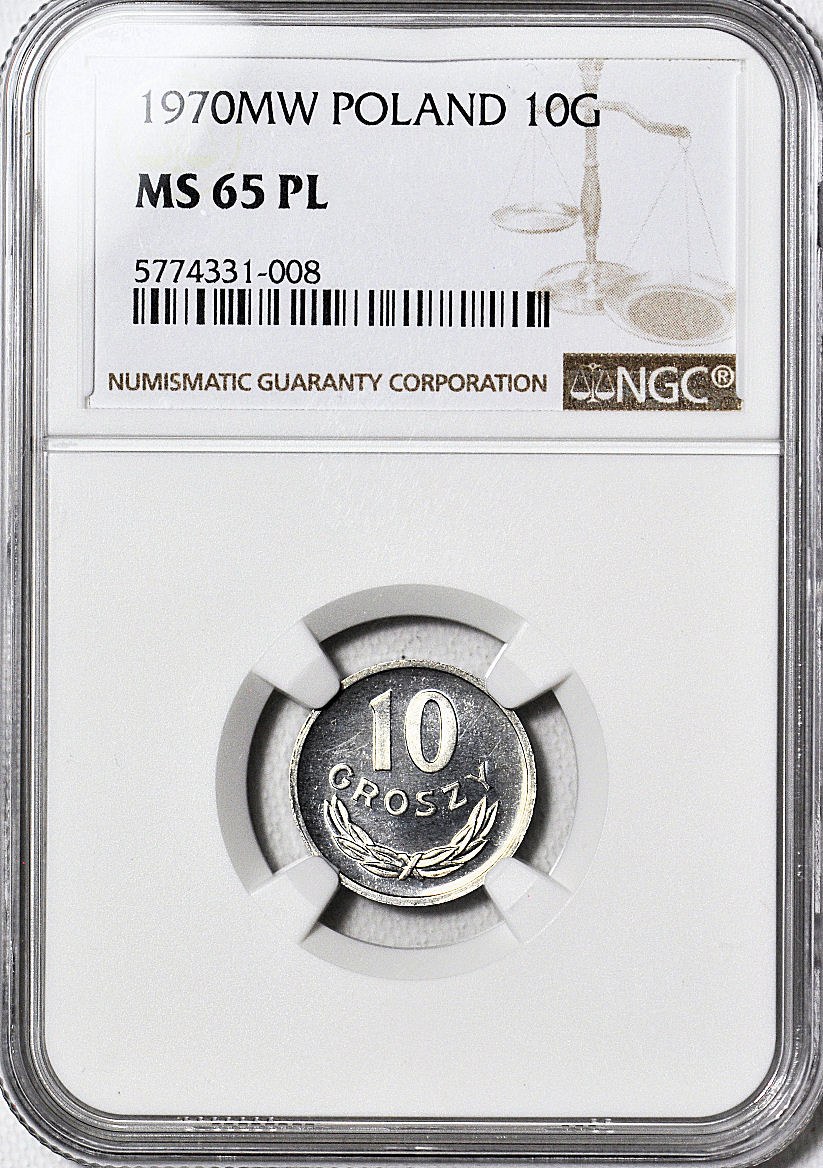 1970MW POLAND 10G
MS 65 PL
5774331-008
NUMISMATIC GUARANTY CORPORATION NGC®
10
GROSZY